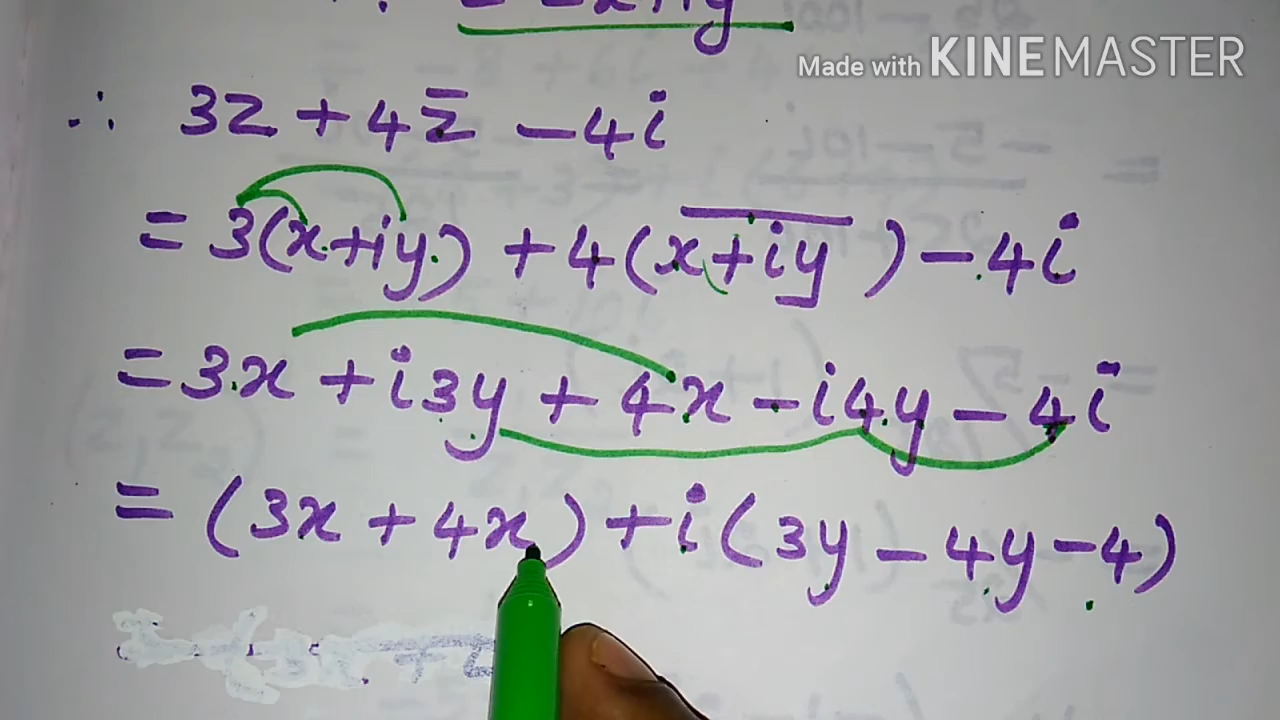 Made with KINEMASTER
∴ 3z + 4z̄ - 4i
= 3(x+iy) + 4(x̅+̅i̅y̅) - 4i
= 3x + i3y + 4x - i4y - 4i
= (3x + 4x) + i(3y - 4y - 4)